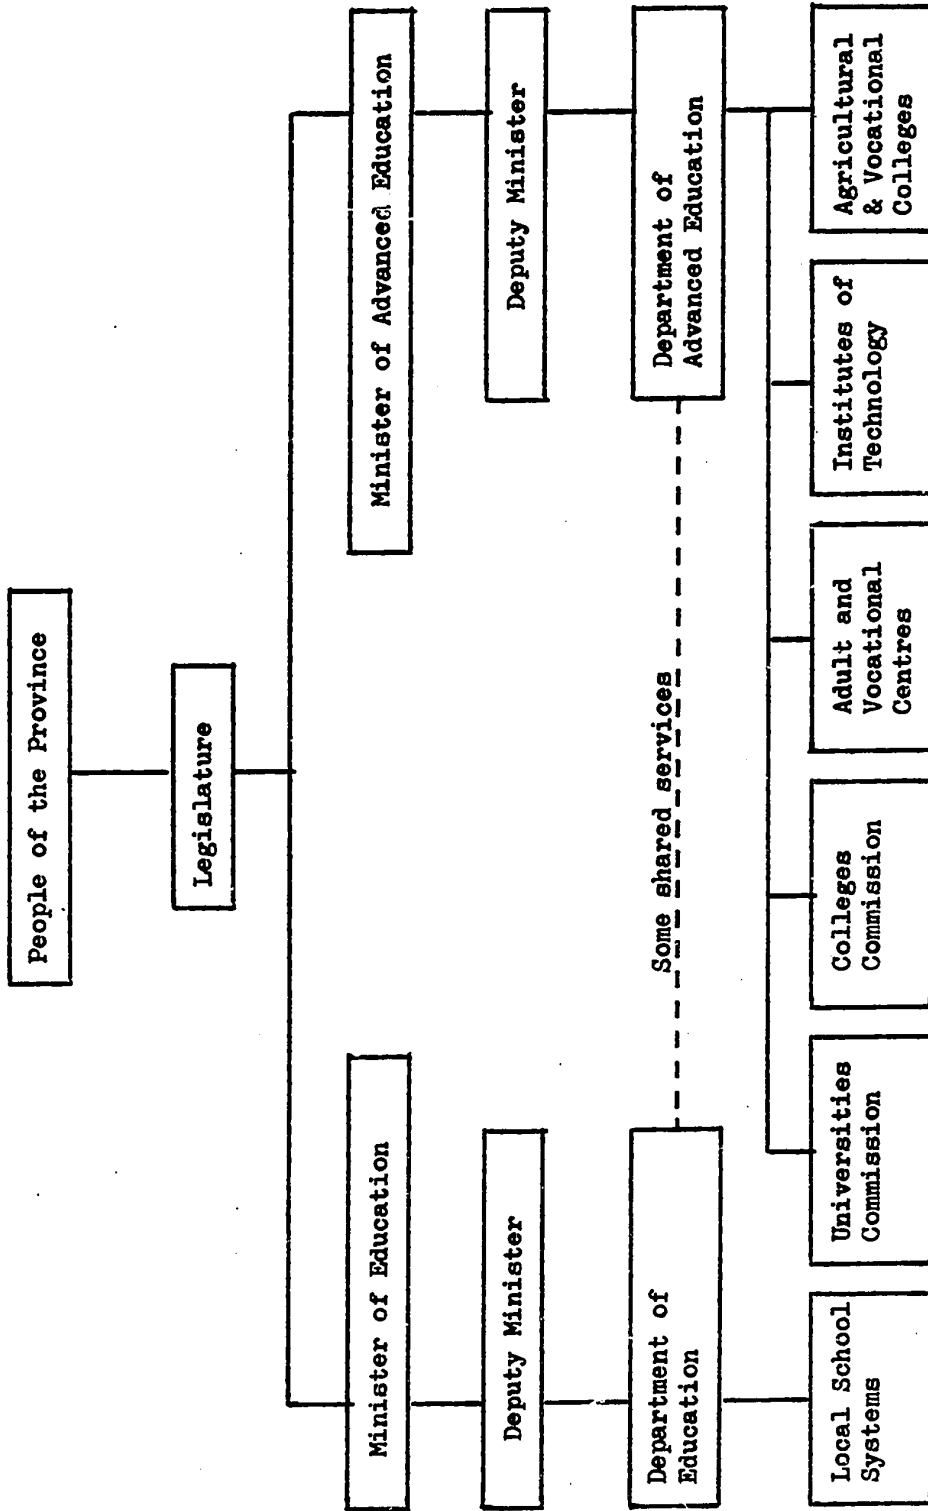 People of the Province
Legislature
Minister of Education
Minister of Advanced Education
Deputy Minister
Deputy Minister
Department of
Education
Some shared services
Department of
Advanced Education
Local School
Systems
Universities
Commission
Colleges
Commission
Adult and
Vocational
Centres
Institutes of
Technology
Agricultural
& Vocational
Colleges